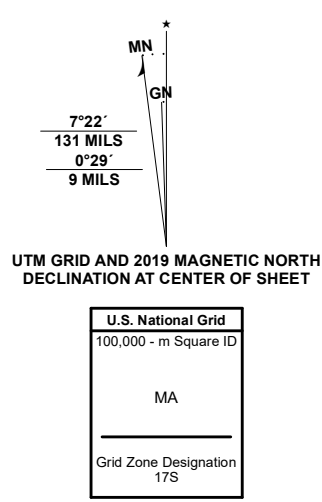 MN
GN
7°22´
131 MILS
0°29´
9 MILS
UTM GRID AND 2019 MAGNETIC NORTH
DECLINATION AT CENTER OF SHEET
U.S. National Grid
100,000 - m Square ID
MA
Grid Zone Designation
17S